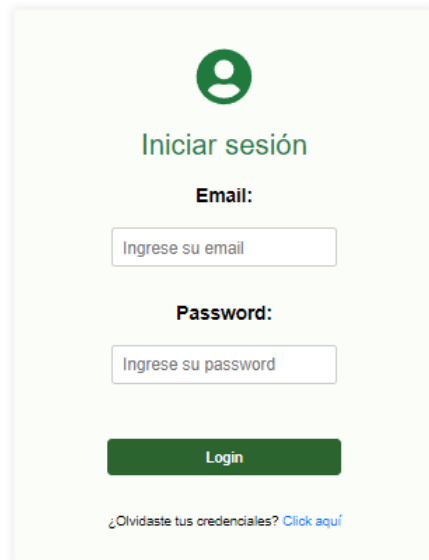 Iniciar sesión
Email:
Ingrese su email
Password:
Ingrese su password
Login
¿Olvidaste tus credenciales? Click aquí